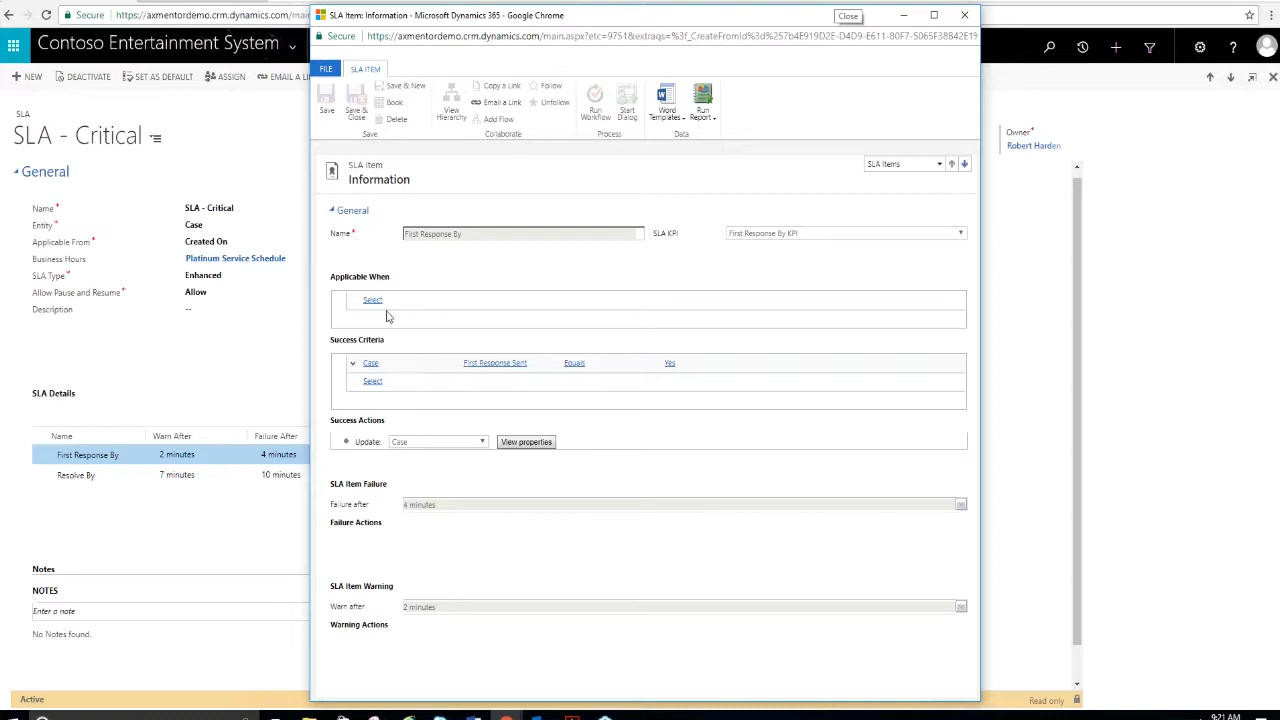 SLA Item: Information - Microsoft Dynamics 365 - Google Chrome
Close
Secure
https://axmentordemo.crm.dynamics.com/main.aspx?etc=9751&extraqs=%3f_CreateFromId%3d%257b4E919D2E-D4D9-E611-80F7-5065F38842E19
Secure
https://axmentordemo.crm.dynamics.com/main
Contoso Entertainment System
NEW
DEACTIVATE
SET AS DEFAULT
ASSIGN
EMAIL A LI
FILE
SLA ITEM
Save
Save & Close
Save & New
Book
Delete
Save
View Hierarchy
Copy a Link
Email a Link
Add Flow
Follow
Unfollow
Collaborate
Run Workflow
Start Dialog
Process
Word Templates
Run Report
Data
SLA
SLA - Critical
General
Name *
SLA - Critical
Entity *
Case
Applicable From *
Created On
Business Hours
Platinum Service Schedule
SLA Type *
Enhanced
Allow Pause and Resume *
Allow
Description
--
SLA Details
Name
Warn After
Failure After
First Response By
2 minutes
4 minutes
Resolve By
7 minutes
10 minutes
Notes
NOTES
Enter a note
No Notes found.
Active
SLA Item
Information
SLA Items
General
Name *
First Response By
SLA KPI
First Response By KPI
Applicable When
Select
Success Criteria
Case
First Response Sent
Equals
Yes
Select
Success Actions
Update:
Case
View properties
SLA Item Failure
Failure after
4 minutes
Failure Actions
SLA Item Warning
Warn after
2 minutes
Warning Actions
Owner *
Robert Harden
Read only
9:21 AM